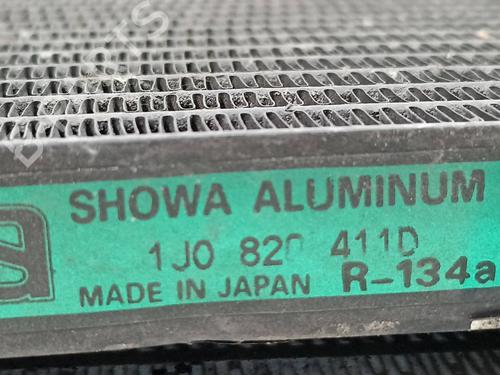 SHOWA ALUMINUM
1J0 820 411D
MADE IN JAPAN R-134a